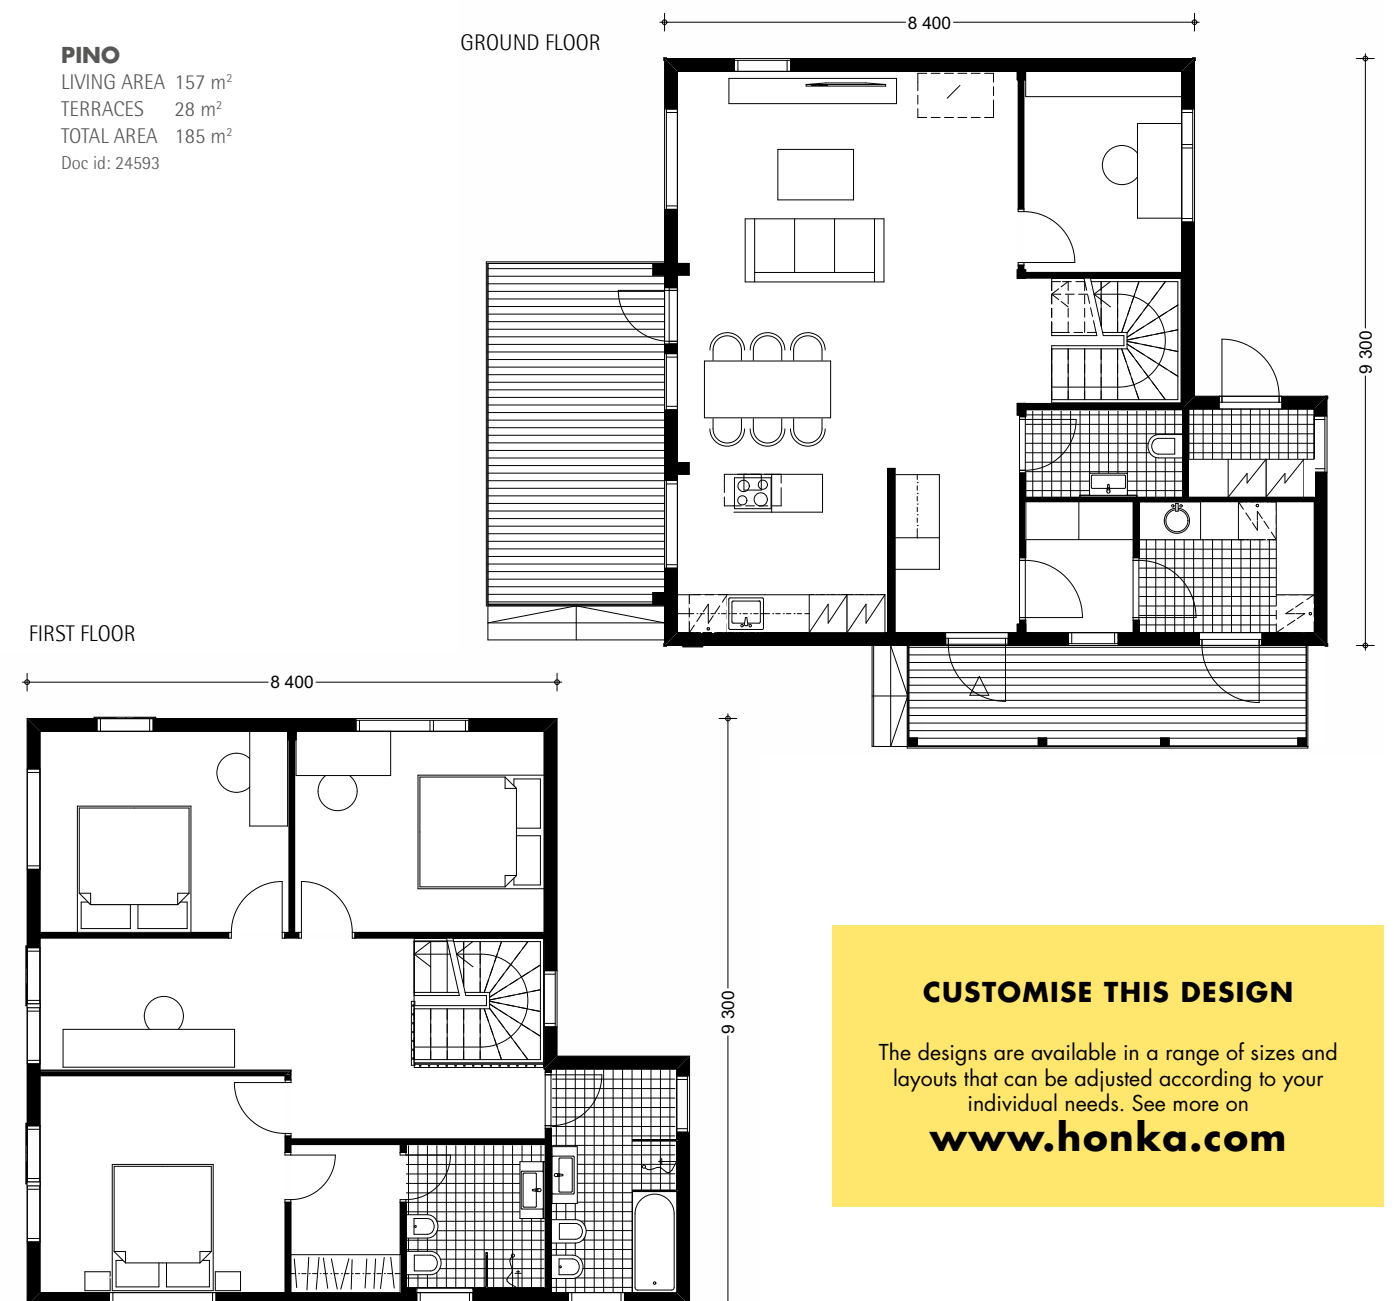 PINO
LIVING AREA 157 m²
TERRACES 28 m²
TOTAL AREA 185 m²
Doc id: 24593
GROUND FLOOR
8 400
9 300
FIRST FLOOR
8 400
9 300
CUSTOMISE THIS DESIGN
The designs are available in a range of sizes and
layouts that can be adjusted according to your
individual needs. See more on
www.honka.com